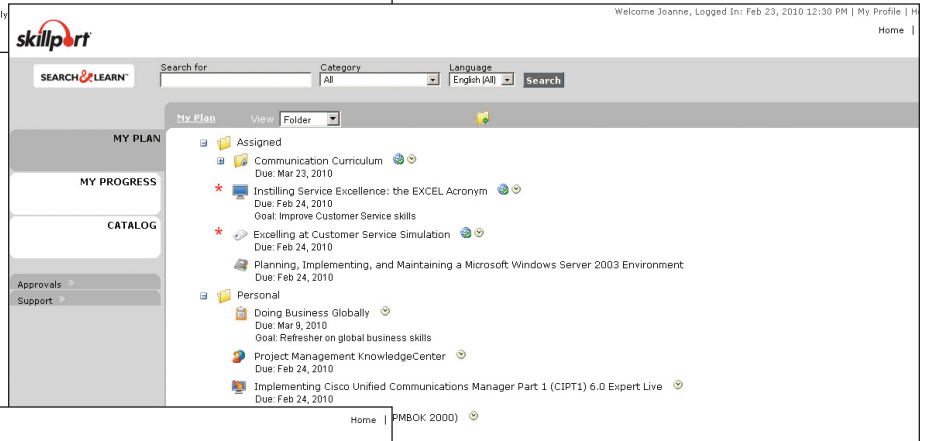 ly
Welcome Joanne, Logged In: Feb 23, 2010 12:30 PM | My Profile | H
skillport
Home |
SEARCH & LEARN™
Search for
Category
Language
All
English (All)
Search
My Plan
View
Folder
MY PLAN
MY PROGRESS
CATALOG
Approvals »
Support »
Assigned
Communication Curriculum
Due: Mar 23, 2010
* Instilling Service Excellence: the EXCEL Acronym
Due: Feb 24, 2010
Goal: Improve Customer Service skills
* Excelling at Customer Service Simulation
Due: Feb 24, 2010
Planning, Implementing, and Maintaining a Microsoft Windows Server 2003 Environment
Due: Feb 24, 2010
Personal
Doing Business Globally
Due: Mar 9, 2010
Goal: Refresher on global business skills
Project Management KnowledgeCenter
Due: Feb 24, 2010
Implementing Cisco Unified Communications Manager Part 1 (CIPT1) 6.0 Expert Live
Due: Feb 24, 2010
Home |
PMBOK 2000)